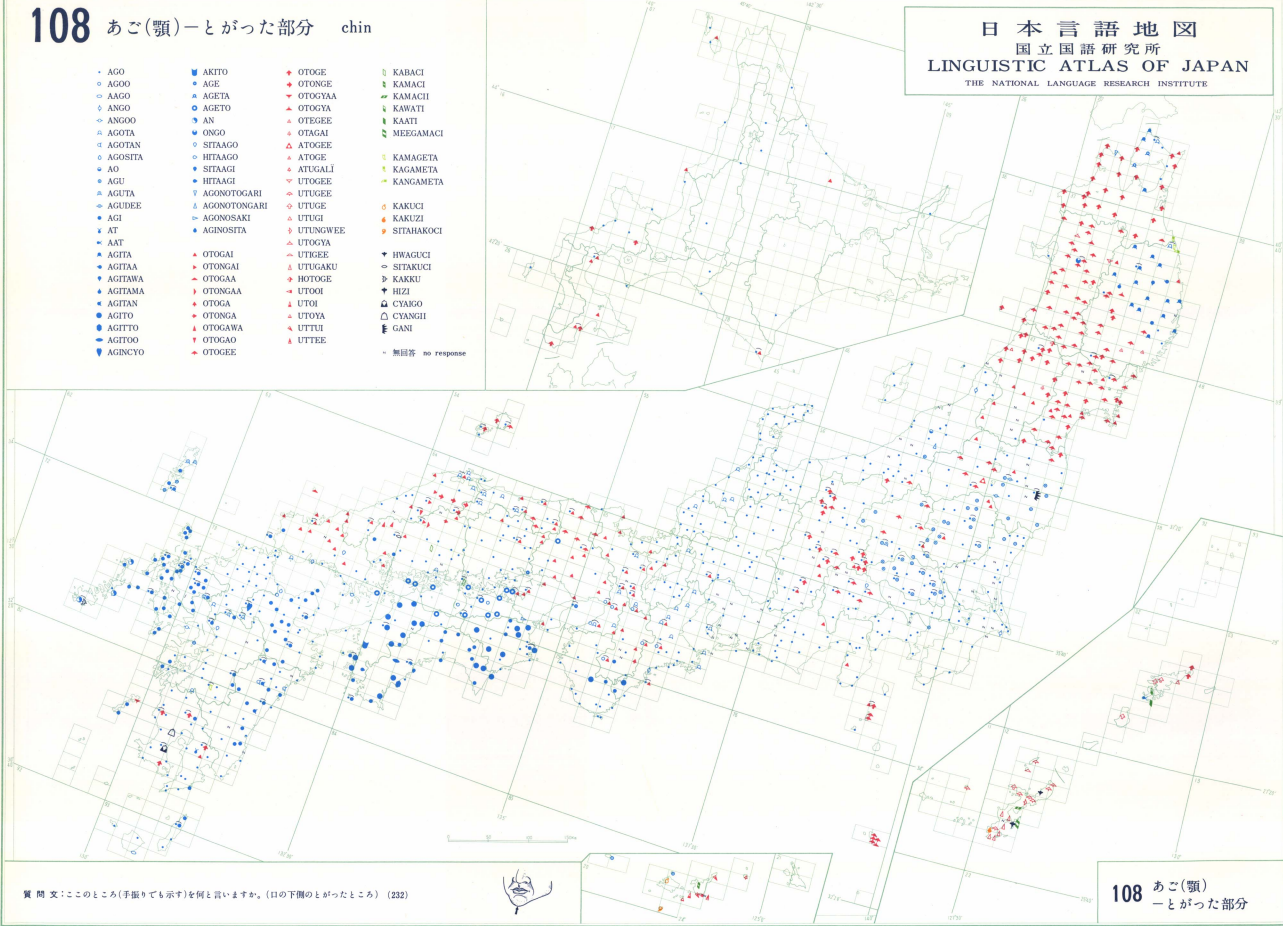 108 あご(顎)―とがった部分 chin
日本言語地図
国立国語研究所
LINGUISTIC ATLAS OF JAPAN
THE NATIONAL LANGUAGE RESEARCH INSTITUTE
AGO
AGOO
AAGO
ANGO
ANGOO
AGOTA
AGOTAN
AGOSITA
AO
AGU
AGUTA
AGUDEE
AGI
AT
AAT
AGITA
AGITAA
AGITAWA
AGITAMA
AGITAN
AGITO
AGITTO
AGITOO
AGINCYO
AKITO
AGE
AGETA
AGETO
AN
ONGO
SITAAGO
HITAAGO
SITAAGI
HITAAGI
AGONOTOGARI
AGONOTONGARI
AGONOSAKI
AGINOSITA
OTOGAI
OTONGAI
OTOGAA
OTONGAA
OTOGA
OTONGA
OTOGAWA
OTOGAO
OTOGEE
OTOGE
OTONGE
OTOGYAA
OTOGYA
OTEGEE
OTAGAI
ATOGEE
ATOGE
ATUGALÏ
UTOGEE
UTUGEE
UTUGE
UTUGI
UTUNGWEE
UTOGYA
UTIGEE
UTUGAKU
HOTOGE
UTOOI
UTOI
UTOYA
UTTUI
UTTEE
KABACI
KAMACI
KAMACII
KAWATI
KAATI
MEEGAMACI
KAMAGETA
KAGAMETA
KANGAMETA
KAKUCI
KAKUZI
SITAHAKOCI
HWAGUCI
SITAKUCI
KAKKU
HIZI
CYAIGO
CYANGII
GANI
無回答 no response
質問文:ここのところ(手振りでも示す)を何と言いますか。(口の下側のとがったところ) (232)
108 あご(顎)
―とがった部分